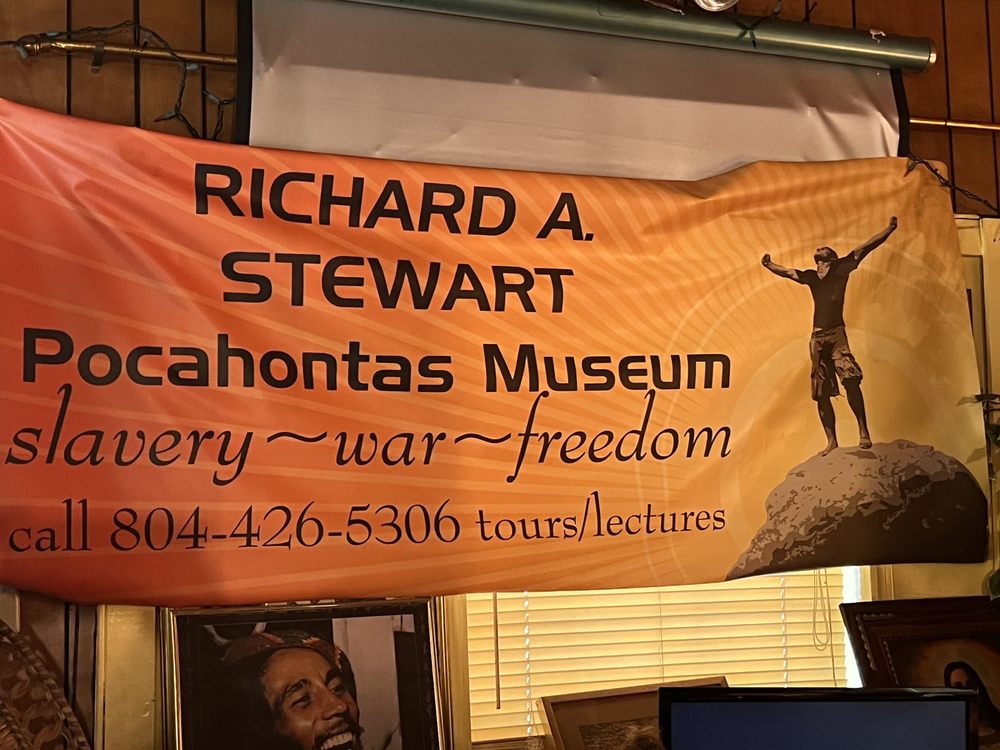 RICHARD A.
STEWART
Pocahontas Museum
slavery~war~freedom
call 804-426-5306 tours/lectures